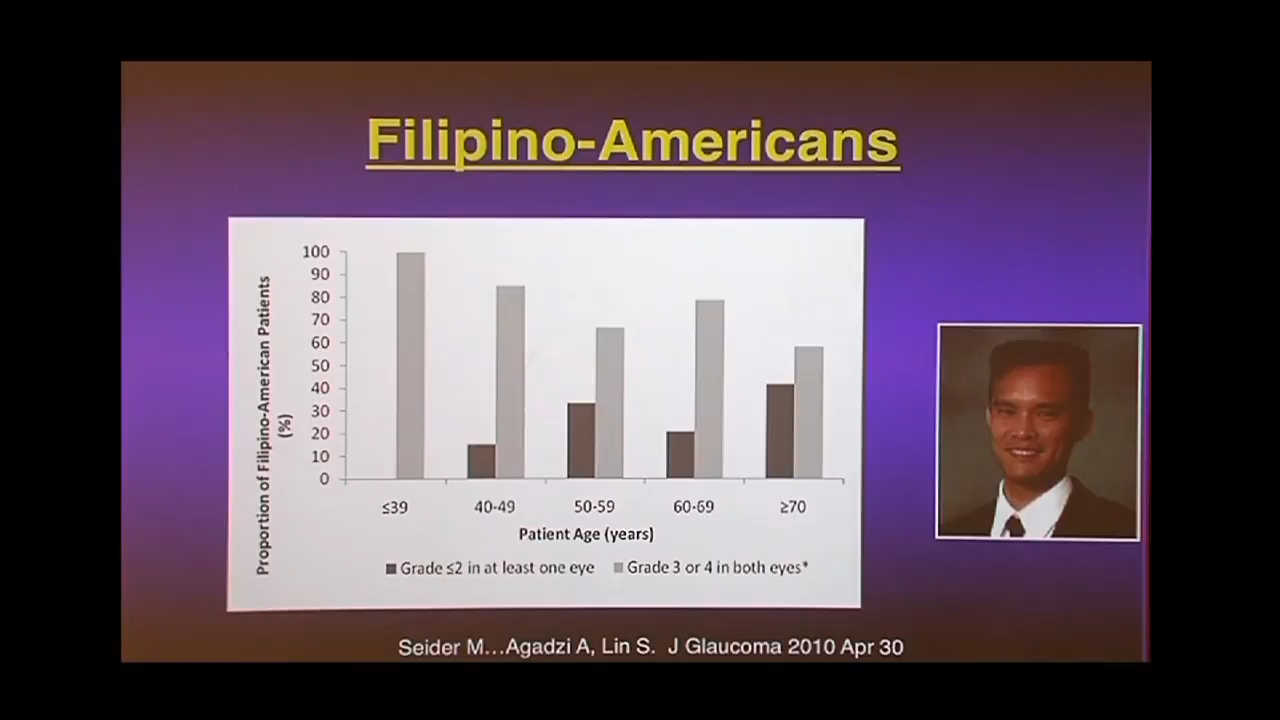 Filipino-Americans
Proportion of Filipino-American Patients
(%)
100
90
80
70
60
50
40
30
20
10
0
≤39
40-49
50-59
60-69
≥70
Patient Age (years)
Grade ≤2 in at least one eye
Grade 3 or 4 in both eyes*
Seider M...Agadzi A, Lin S. J Glaucoma 2010 Apr 30